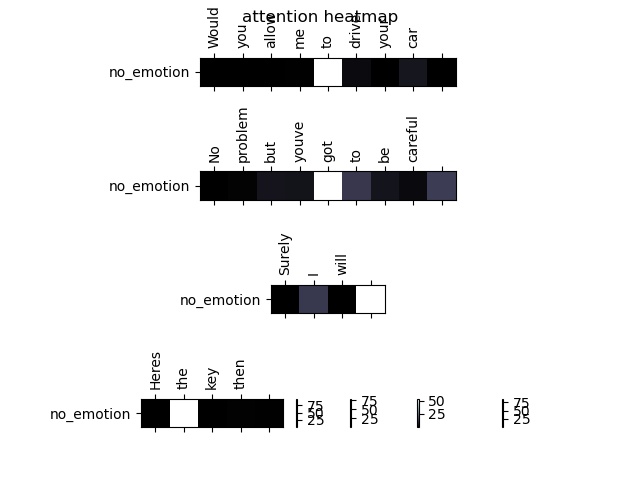 attention heatmap
Would you allow me to drive your car
no_emotion
No problem but youve got to be careful
no_emotion
Surely I will
no_emotion
Heres the key then
no_emotion
75 50 25
75 50 25
50 25
75 50 25